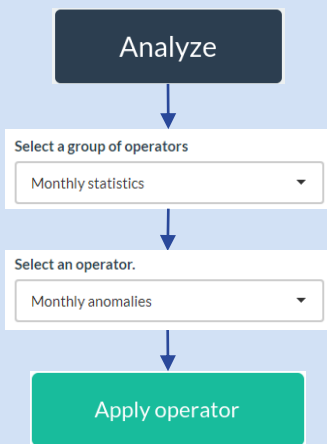 Analyze
Select a group of operators
Monthly statistics
Select an operator.
Monthly anomalies
Apply operator